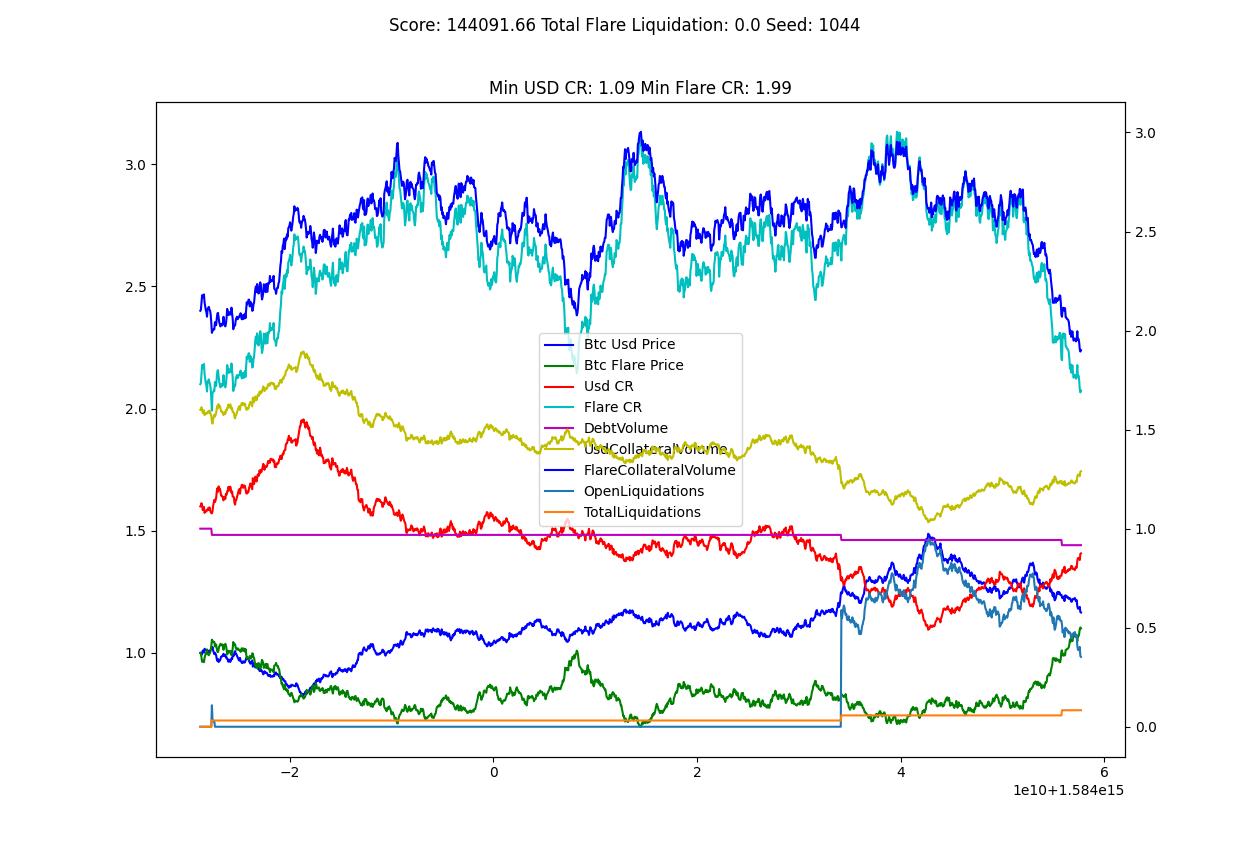 Score: 144091.66 Total Flare Liquidation: 0.0 Seed: 1044
Min USD CR: 1.09 Min Flare CR: 1.99
3.0
2.5
2.0
1.5
1.0
3.0
2.5
2.0
1.5
1.0
0.5
0.0
Btc Usd Price
Btc Flare Price
Usd CR
Flare CR
DebtVolume
UsdCollateralVolume
FlareCollateralVolume
OpenLiquidations
TotalLiquidations
−2 0 2 4 6
1e10+1.584e15